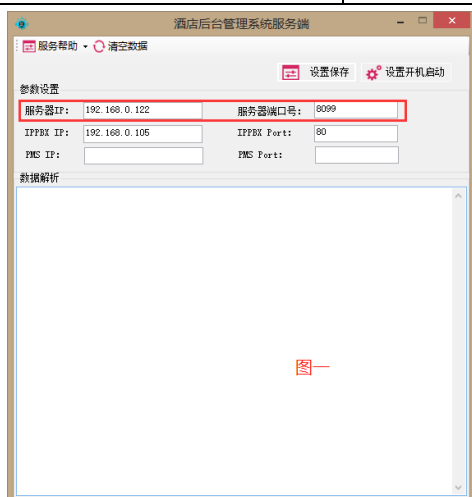 酒店后台管理系统服务端
服务帮助 清空数据
设置保存 设置开机启动
参数设置
服务器IP: 192.168.0.122 服务器端口号: 8099
IPPBX IP: 192.168.0.105 IPPBX Port: 80
PMS IP: PMS Port:
数据解析
图一